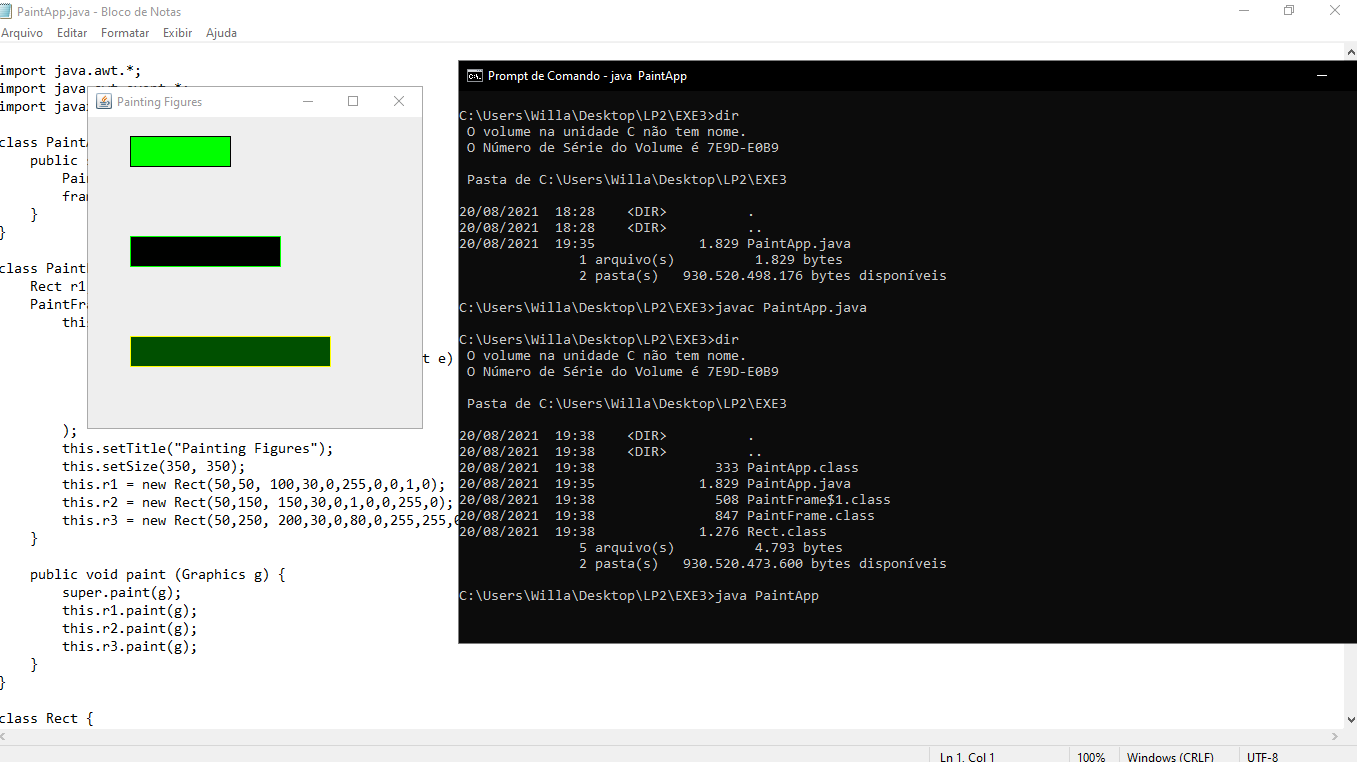 PaintApp.java - Bloco de Notas
Arquivo Editar Formatar Exibir Ajuda
import java.awt.*;
import java
import java
class Paint
public
Pai
fra
}
}
class Paint
Rect r1
PaintFra
thi
t e)
);
this.setTitle("Painting Figures");
this.setSize(350, 350);
this.r1 = new Rect(50,50, 100,30,0,255,0,0,1,0);
this.r2 = new Rect(50,150, 150,30,0,1,0,0,255,0);
this.r3 = new Rect(50,250, 200,30,0,80,0,255,255,
}
public void paint (Graphics g) {
super.paint(g);
this.r1.paint(g);
this.r2.paint(g);
this.r3.paint(g);
}
}
class Rect {
Painting Figures
Prompt de Comando - java PaintApp
C:\Users\Willa\Desktop\LP2\EXE3>dir
O volume na unidade C não tem nome.
O Número de Série do Volume é 7E9D-E0B9
Pasta de C:\Users\Willa\Desktop\LP2\EXE3
20/08/2021 18:28 <DIR> .
20/08/2021 18:28 <DIR> ..
20/08/2021 19:35 1.829 PaintApp.java
1 arquivo(s) 1.829 bytes
2 pasta(s) 930.520.498.176 bytes disponíveis
C:\Users\Willa\Desktop\LP2\EXE3>javac PaintApp.java
C:\Users\Willa\Desktop\LP2\EXE3>dir
O volume na unidade C não tem nome.
O Número de Série do Volume é 7E9D-E0B9
Pasta de C:\Users\Willa\Desktop\LP2\EXE3
20/08/2021 19:38 <DIR> .
20/08/2021 19:38 <DIR> ..
20/08/2021 19:38 333 PaintApp.class
20/08/2021 19:35 1.829 PaintApp.java
20/08/2021 19:38 508 PaintFrame$1.class
20/08/2021 19:38 847 PaintFrame.class
20/08/2021 19:38 1.276 Rect.class
5 arquivo(s) 4.793 bytes
2 pasta(s) 930.520.473.600 bytes disponíveis
C:\Users\Willa\Desktop\LP2\EXE3>java PaintApp
Ln 1, Col 1 100% Windows (CRLF) UTF-8